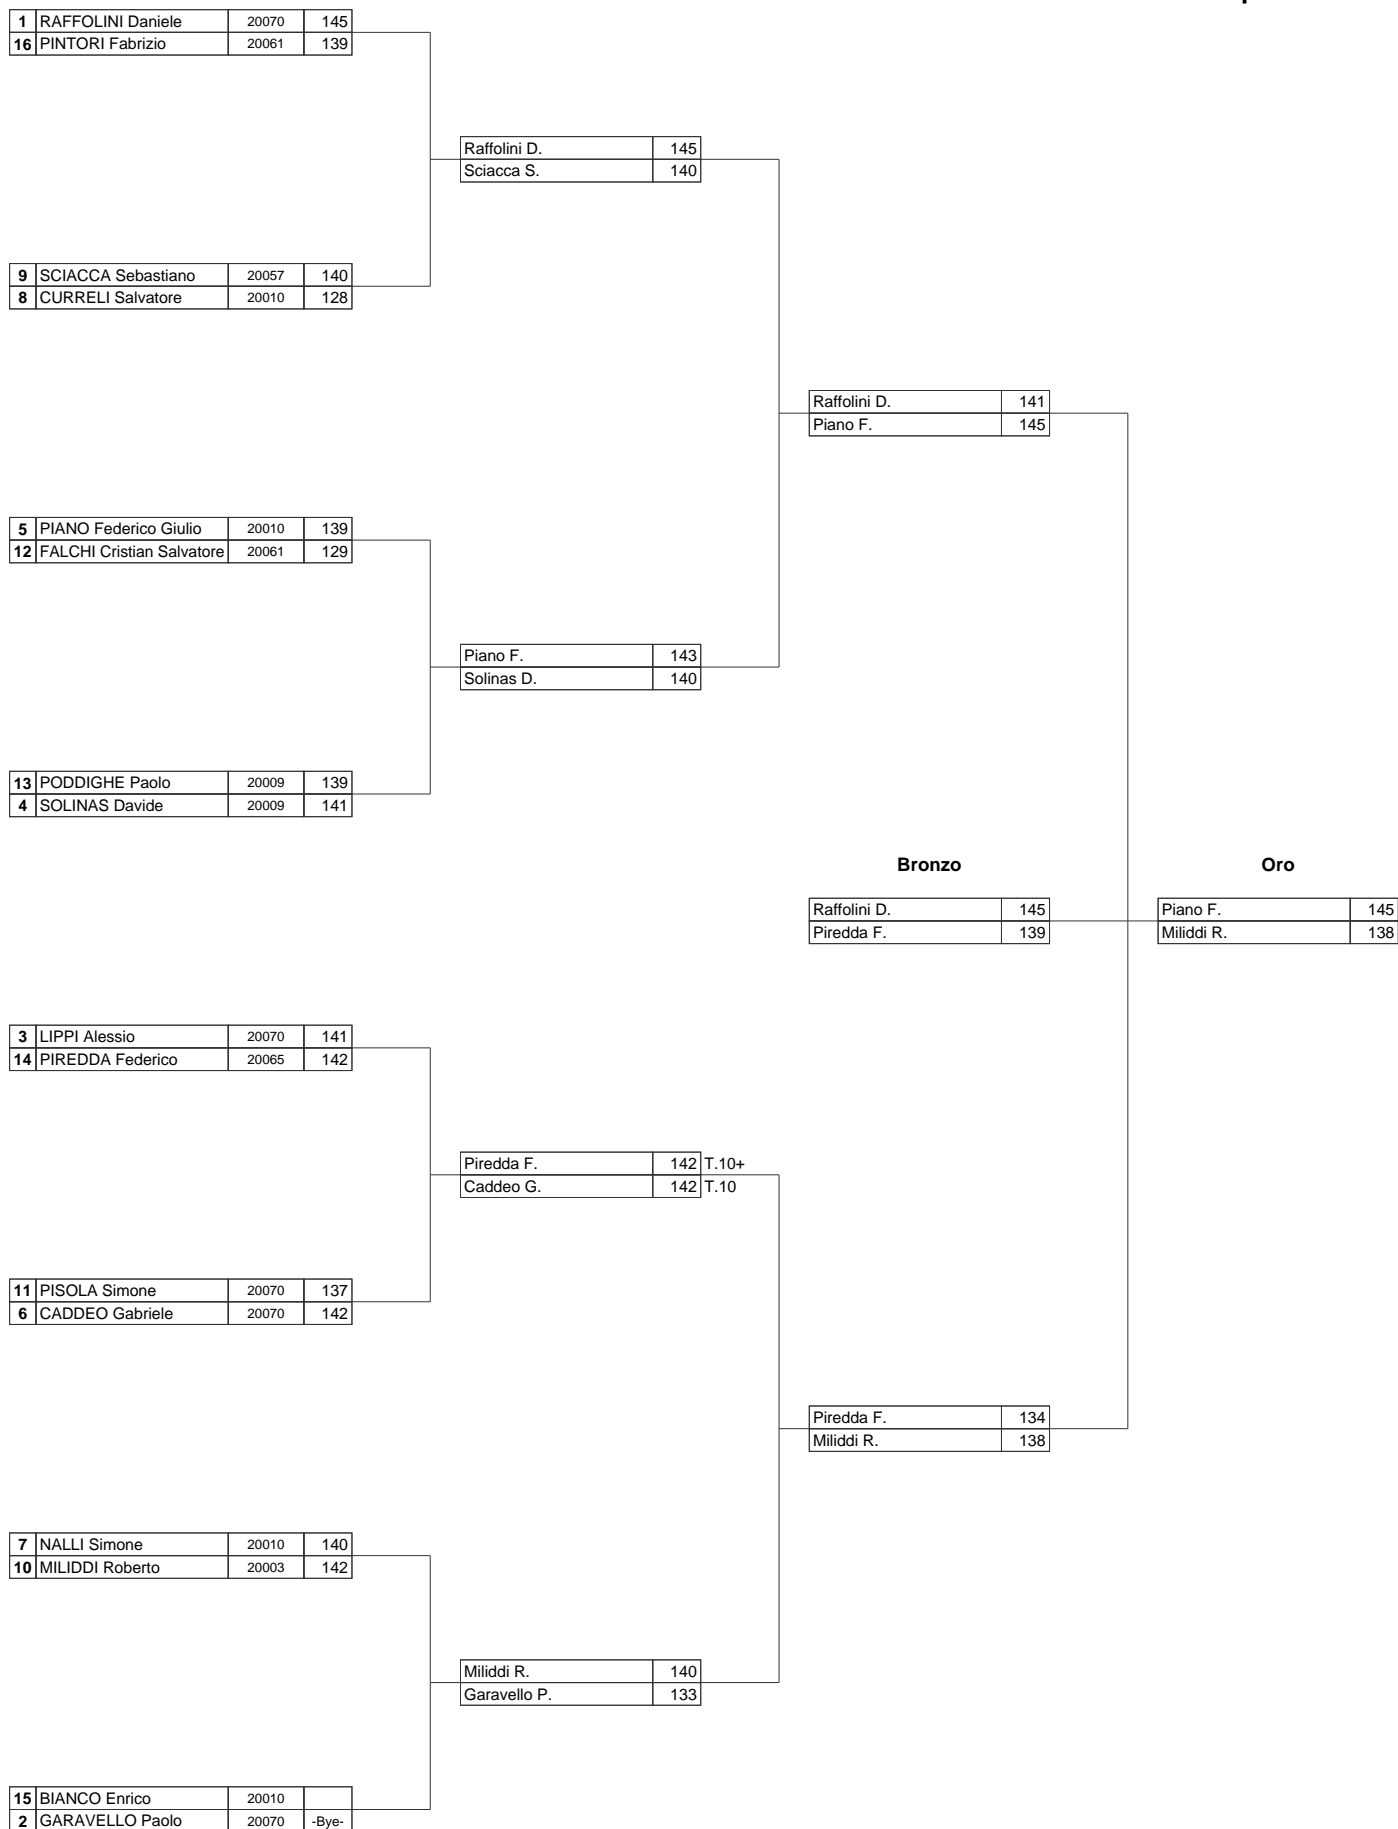 1 RAFFOLINI Daniele 20070 145
16 PINTORI Fabrizio 20061 139
Raffolini D. 145
Sciacca S. 140
9 SCIACCA Sebastiano 20057 140
8 CURRELI Salvatore 20010 128
Raffolini D. 141
Piano F. 145
5 PIANO Federico Giulio 20010 139
12 FALCHI Cristian Salvatore 20061 129
Piano F. 143
Solinas D. 140
13 PODDIGHE Paolo 20009 139
4 SOLINAS Davide 20009 141
Bronzo Oro
Raffolini D. 145 Piano F. 145
Piredda F. 139 Miliddi R. 138
3 LIPPI Alessio 20070 141
14 PIREDDA Federico 20065 142
Piredda F. 142 T.10+
Caddeo G. 142 T.10
11 PISOLA Simone 20070 137
6 CADDEO Gabriele 20070 142
Piredda F. 134
Miliddi R. 138
7 NALLI Simone 20010 140
10 MILIDDI Roberto 20003 142
Miliddi R. 140
Garavello P. 133
15 BIANCO Enrico 20010
2 GARAVELLO Paolo 20070 -Bye-